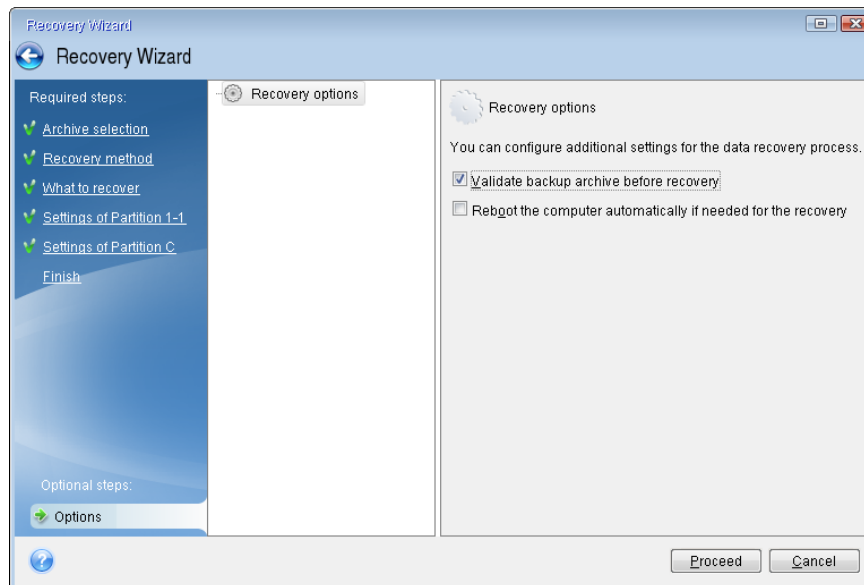 Recovery Wizard
Recovery Wizard
Required steps:
Archive selection
Recovery method
What to recover
Settings of Partition 1-1
Settings of Partition C
Finish
Optional steps:
Options
Recovery options
Recovery options
You can configure additional settings for the data recovery process.
Validate backup archive before recovery
Reboot the computer automatically if needed for the recovery
?
Proceed
Cancel